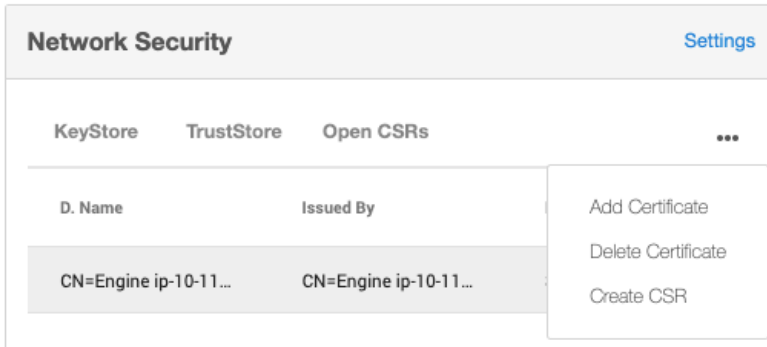 Network Security Settings
KeyStore TrustStore Open CSRs •••
D. Name Issued By
Add Certificate
Delete Certificate
CN=Engine ip-10-11... CN=Engine ip-10-11...
Create CSR